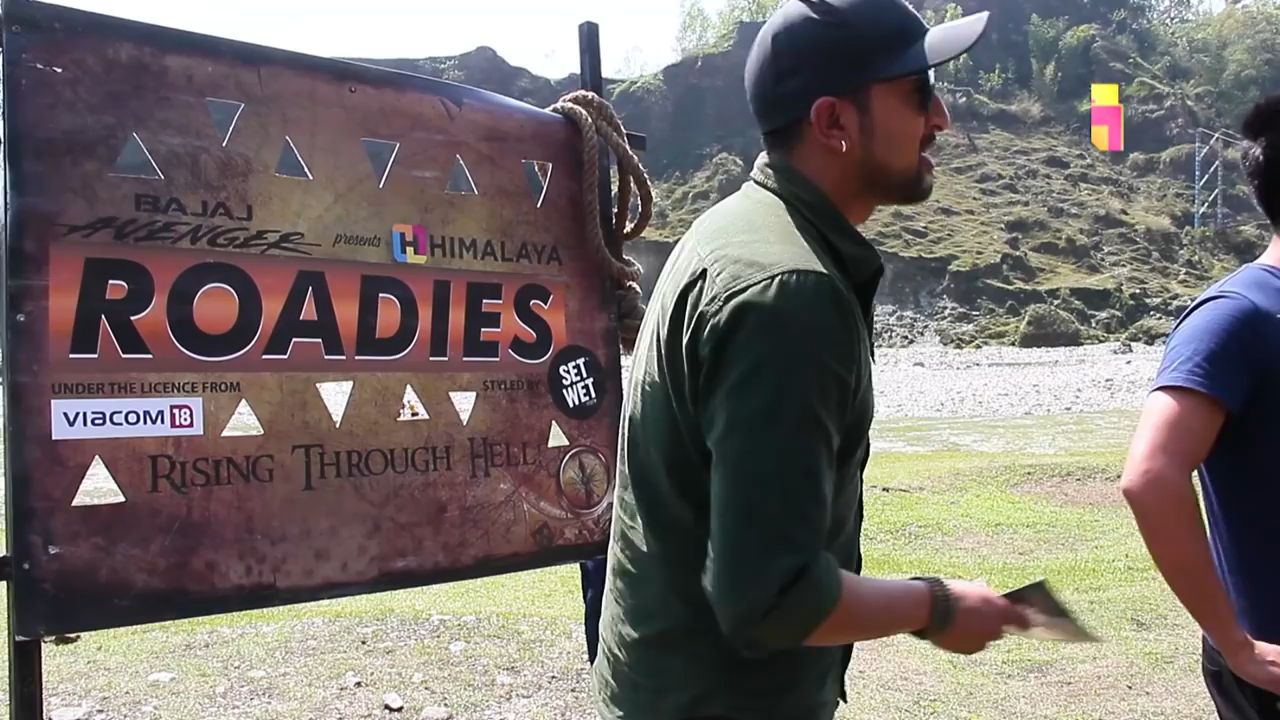 BAJAJ
AVENGER presents H HIMALAYA
ROADIES
UNDER THE LICENCE FROM STYLED BY SET WET
VIACOM 18
RISING THROUGH HELL